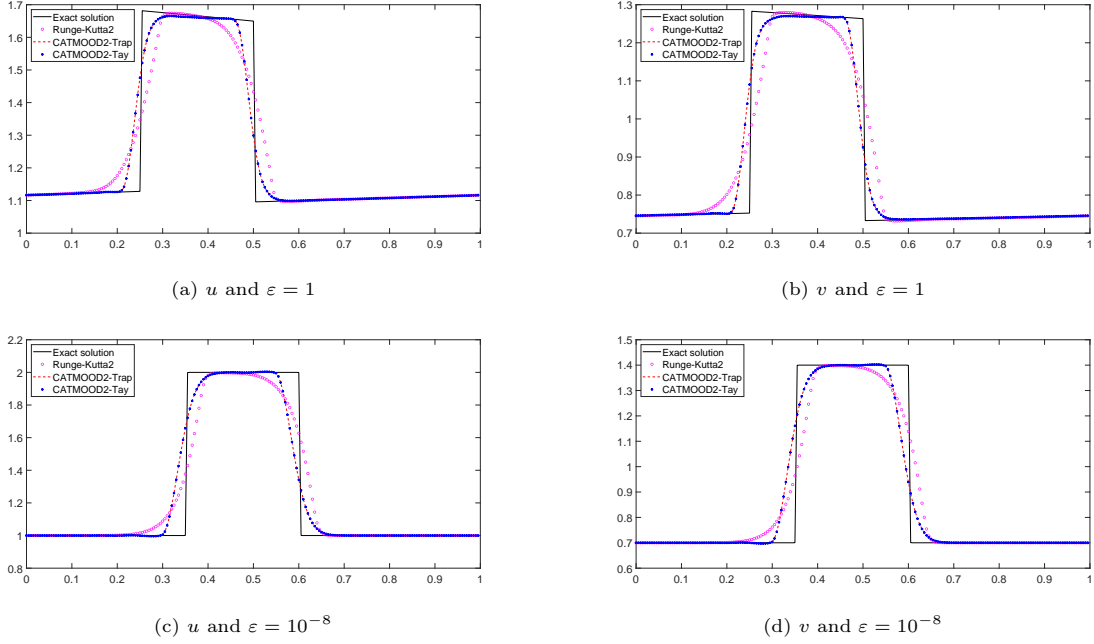 1.7
1.6
1.5
1.4
1.3
1.2
1.1
1
0 0.1 0.2 0.3 0.4 0.5 0.6 0.7 0.8 0.9 1
Exact solution
Runge-Kutta2
CATMOOD2-Trap
CATMOOD2-Tay
(a) u and ε = 1
1.3
1.2
1.1
1
0.9
0.8
0.7
0 0.1 0.2 0.3 0.4 0.5 0.6 0.7 0.8 0.9 1
Exact solution
Runge-Kutta2
CATMOOD2-Trap
CATMOOD2-Tay
(b) v and ε = 1
2.2
2
1.8
1.6
1.4
1.2
1
0.8
0 0.1 0.2 0.3 0.4 0.5 0.6 0.7 0.8 0.9 1
Exact solution
Runge-Kutta2
CATMOOD2-Trap
CATMOOD2-Tay
(c) u and ε = 10⁻⁸
1.5
1.4
1.3
1.2
1.1
1
0.9
0.8
0.7
0.6
0 0.1 0.2 0.3 0.4 0.5 0.6 0.7 0.8 0.9 1
Exact solution
Runge-Kutta2
CATMOOD2-Trap
CATMOOD2-Tay
(d) v and ε = 10⁻⁸